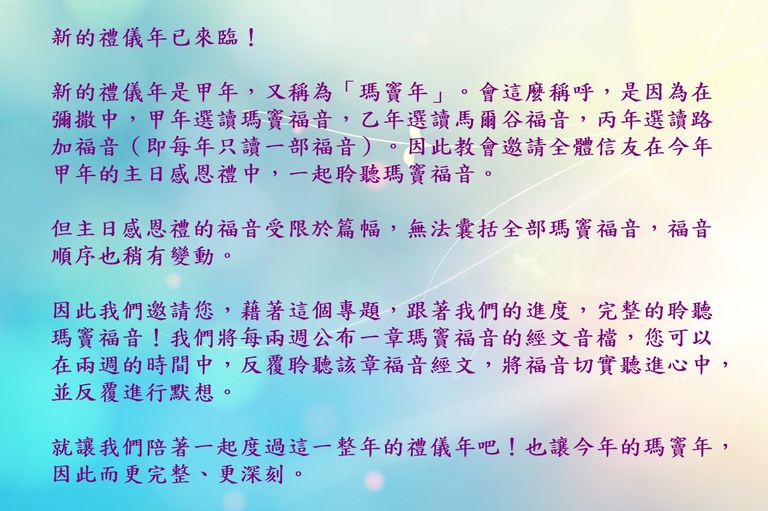 新的禮儀年已來臨！
新的禮儀年是甲年，又稱為「瑪竇年」。會這麼稱呼，是因為在
彌撒中，甲年選讀瑪竇福音，乙年選讀馬爾谷福音，丙年選讀路
加福音（即每年只讀一部福音）。因此教會邀請全體信友在今年
甲年的主日感恩禮中，一起聆聽瑪竇福音。
但主日感恩禮的福音受限於篇幅，無法囊括全部瑪竇福音，福音
順序也稍有變動。
因此我們邀請您，藉著這個專題，跟著我們的進度，完整的聆聽
瑪竇福音！我們將每兩週公布一章瑪竇福音的經文音檔，您可以
在兩週的時間中，反覆聆聽該章福音經文，將福音切實聽進心中，
並反覆進行默想。
就讓我們陪著一起度過這一整年的禮儀年吧！也讓今年的瑪竇年，
因此而更完整、更深刻。